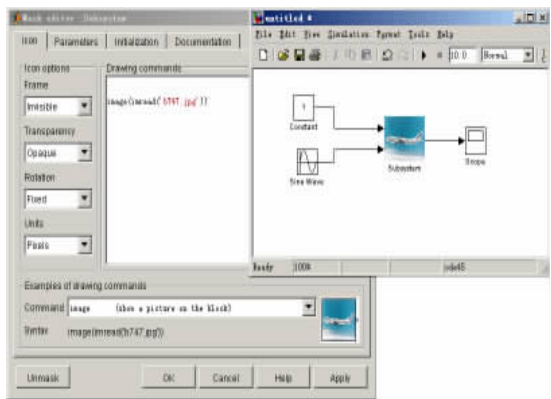 Mask editor: Subsystem
Icon
Parameters
Initialization
Documentation
Icon options
Frame
Invisible
Transparency
Opaque
Rotation
Fixed
Units
Pixels
Drawing commands
image(imread('b747.jpg'))
Examples of drawing commands
Command image (show a picture on the block)
Syntax image(imread('b747.jpg'))
Unmask
OK
Cancel
Help
Apply
untitled *
File Edit View Simulation Format Tools Help
10.0
Normal
1
Constant
Sine Wave
Subsystem
Scope
Ready
100%
ode45